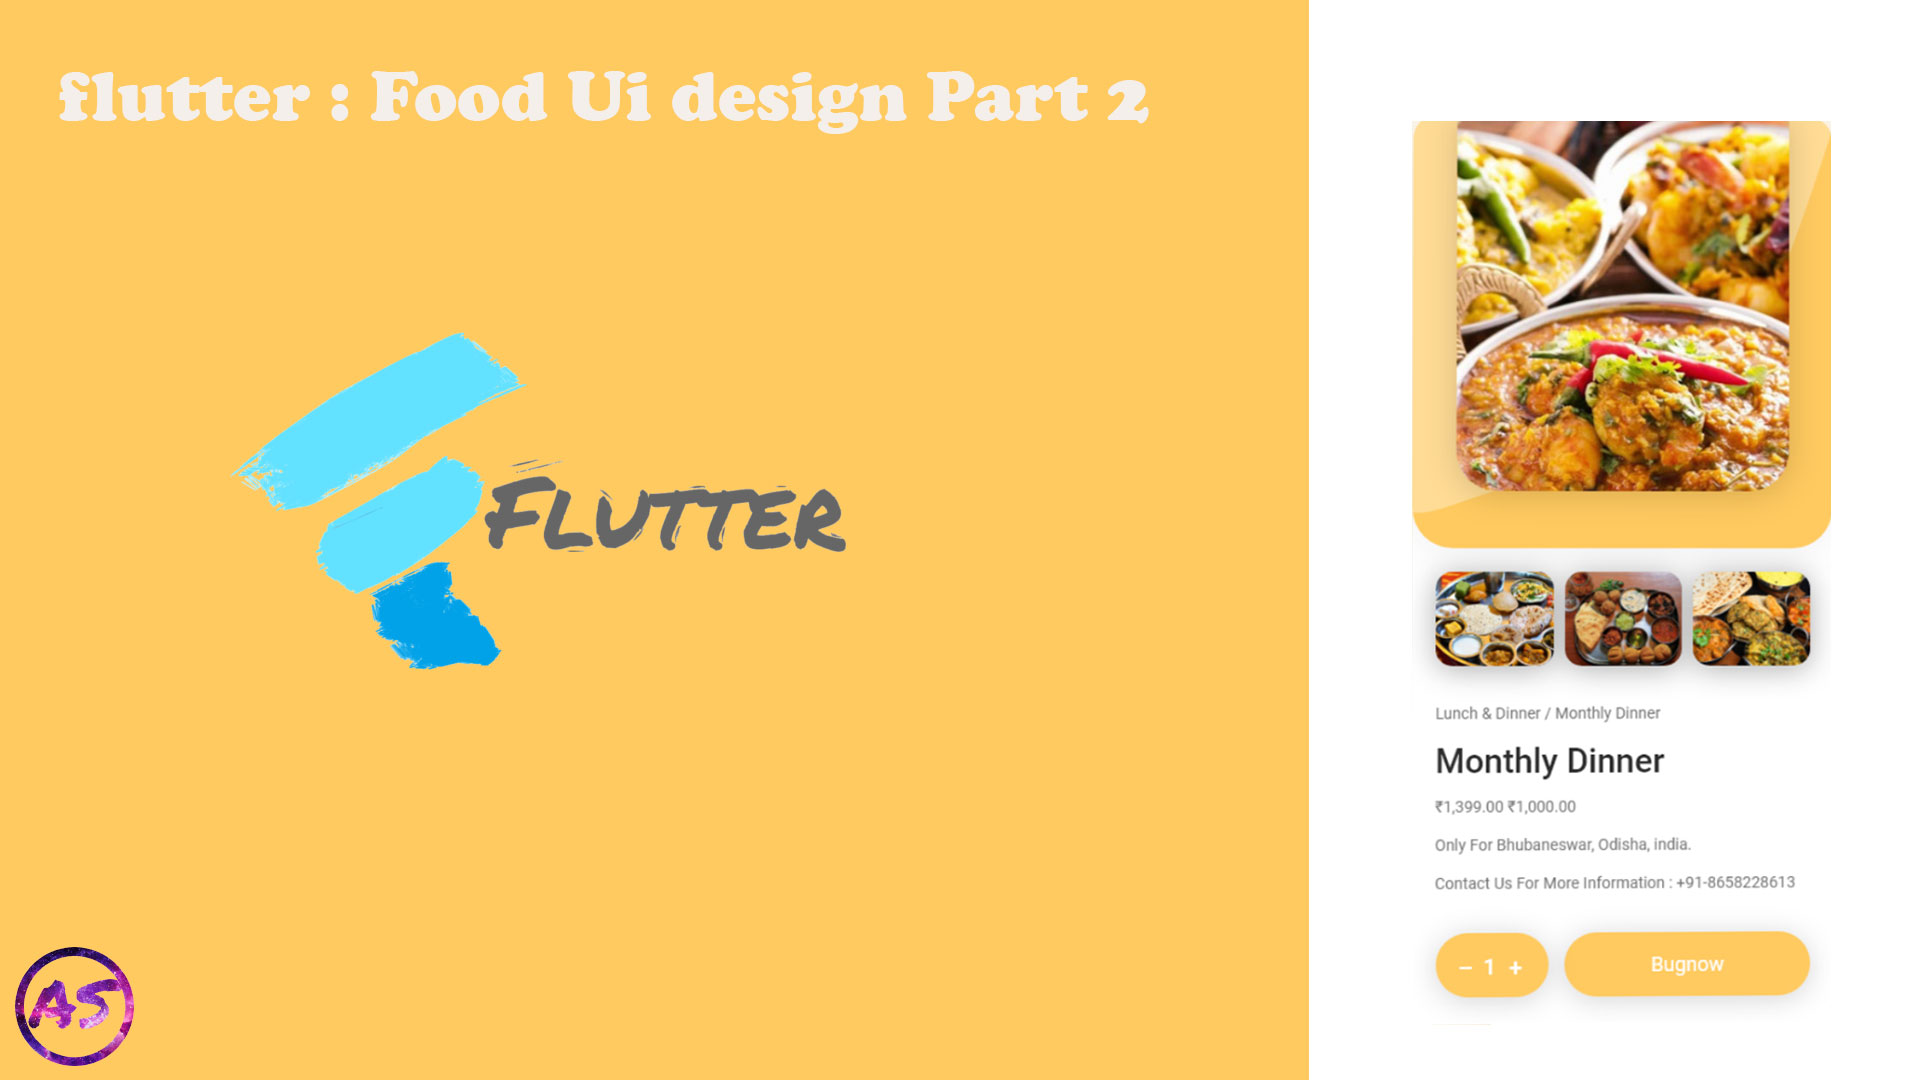 flutter : Food Ui design Part 2
FLUTTER
AS
Lunch & Dinner / Monthly Dinner
Monthly Dinner
₹1,399.00 ₹1,000.00
Only For Bhubaneswar, Odisha, india.
Contact Us For More Information : +91-8658228613
− 1 +
Bugnow